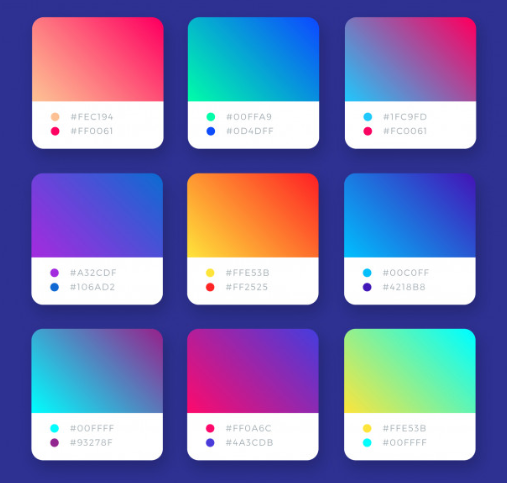 #FEC194
#FF0061
#00FFA9
#0D4DFF
#1FC9FD
#FC0061
#A32CDF
#106AD2
#FFE53B
#FF2525
#00C0FF
#4218B8
#00FFFF
#93278F
#FF0A6C
#4A3CDB
#FFE53B
#00FFFF